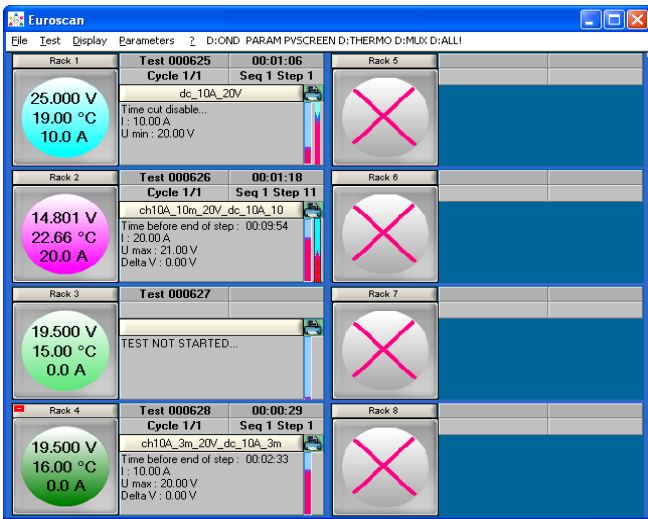 Euroscan
File Test Display Parameters ? D:OND PARAM PVSCREEN D:THERMO D:MUX D:ALL!
Rack 1 Test 000625 00:01:06
Cycle 1/1 Seq 1 Step 1
dc_10A_20V
25.000 V
19.00 °C
10.0 A
Time cut disable...
I : 10.00 A
U min : 20.00 V
Rack 5
Rack 2 Test 000626 00:01:18
Cycle 1/1 Seq 1 Step 11
ch10A_10m_20V_dc_10A_10
14.801 V
22.66 °C
20.0 A
Time before end of step : 00:09:54
I : 20.00 A
U max : 21.00 V
Delta V : 0.00 V
Rack 6
Rack 3 Test 000627
19.500 V
15.00 °C
0.0 A
TEST NOT STARTED...
Rack 7
Rack 4 Test 000628 00:00:29
Cycle 1/1 Seq 1 Step 1
ch10A_3m_20V_dc_10A_3m
19.500 V
16.00 °C
0.0 A
Time before end of step : 00:02:33
I : 10.00 A
U max : 20.00 V
Delta V : 0.00 V
Rack 8